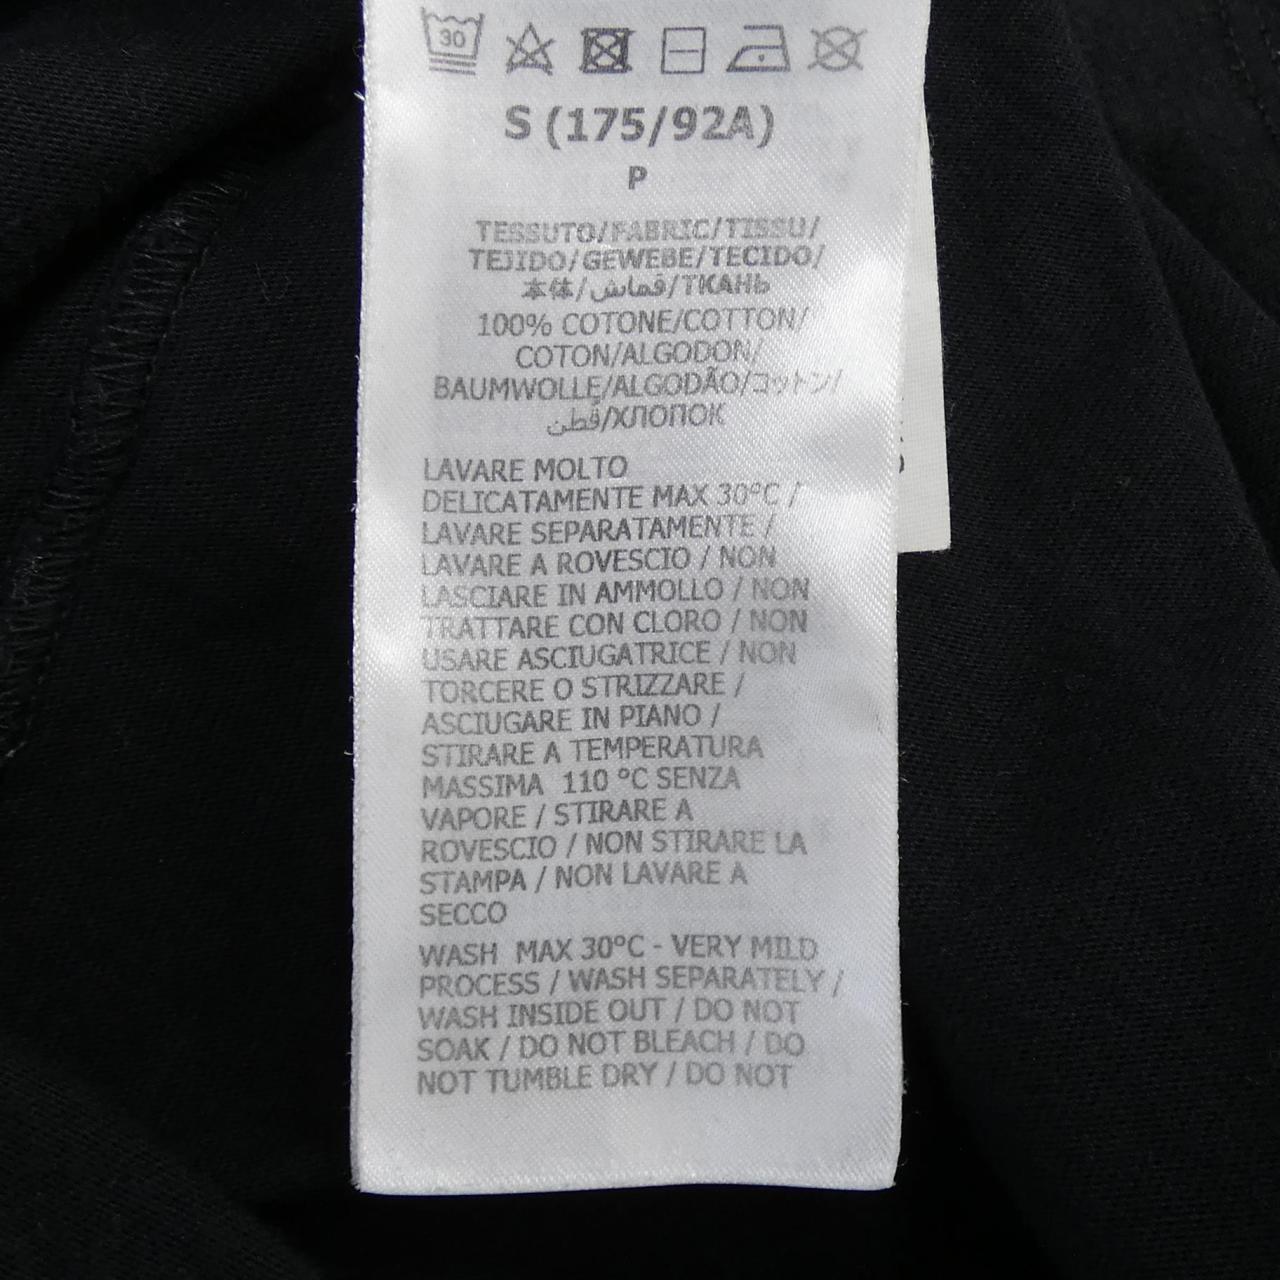 30
S (175/92A)
P
TESSUTO/FABRIC/TISSU/
TEJIDO/GEWEBE/TECIDO/
本体/قماش/ТКАНЬ
100% COTONE/COTTON/
COTON/ALGODON/
BAUMWOLLE/ALGODÃO/コットン/
قطن/ХЛОПОК
LAVARE MOLTO
DELICATAMENTE MAX 30°C /
LAVARE SEPARATAMENTE /
LAVARE A ROVESCIO / NON
LASCIARE IN AMMOLLO / NON
TRATTARE CON CLORO / NON
USARE ASCIUGATRICE / NON
TORCERE O STRIZZARE /
ASCIUGARE IN PIANO /
STIRARE A TEMPERATURA
MASSIMA 110 °C SENZA
VAPORE / STIRARE A
ROVESCIO / NON STIRARE LA
STAMPA / NON LAVARE A
SECCO
WASH MAX 30°C - VERY MILD
PROCESS / WASH SEPARATELY /
WASH INSIDE OUT / DO NOT
SOAK / DO NOT BLEACH / DO
NOT TUMBLE DRY / DO NOT